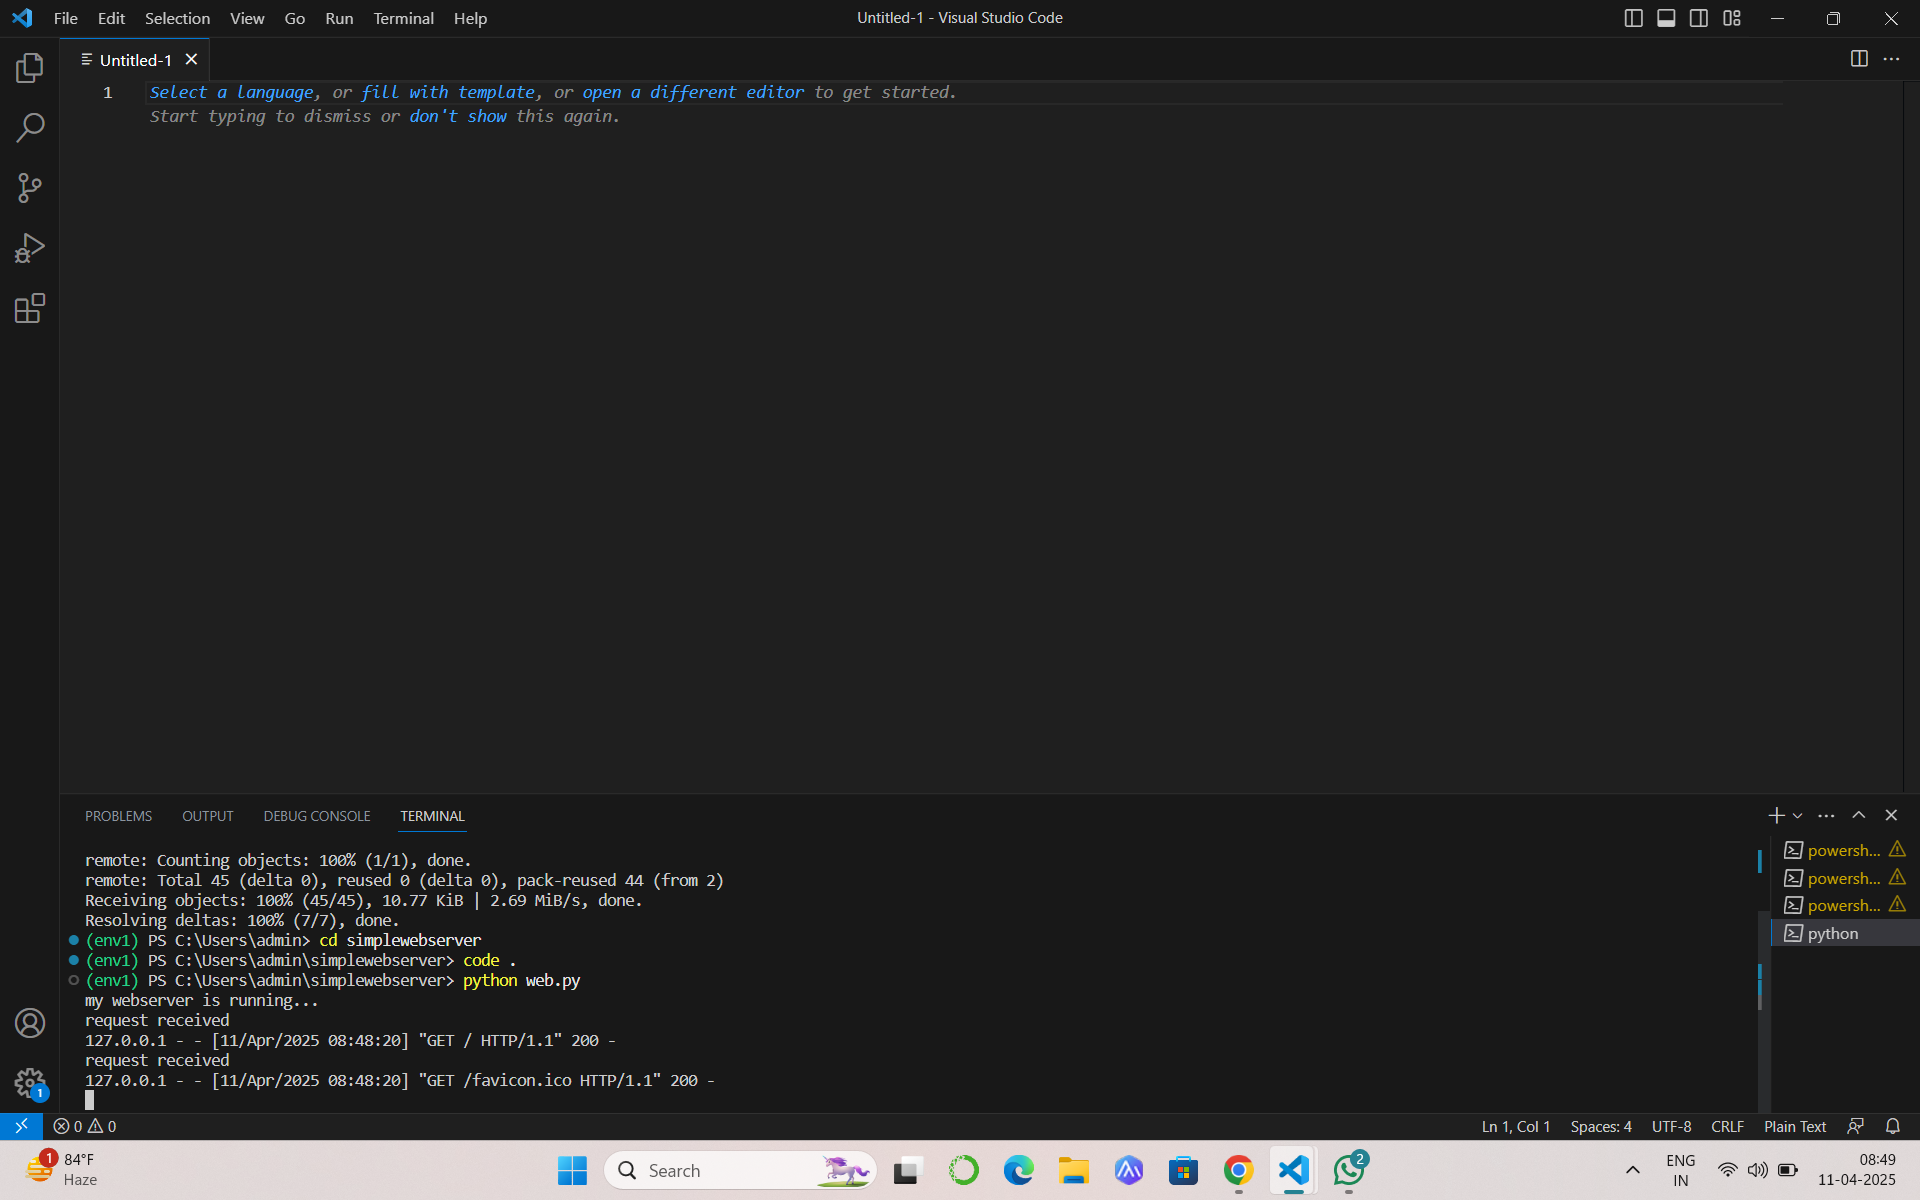 File Edit Selection View Go Run Terminal Help
Untitled-1 - Visual Studio Code
Untitled-1
1 Select a language, or fill with template, or open a different editor to get started.
Start typing to dismiss or don't show this again.
PROBLEMS OUTPUT DEBUG CONSOLE TERMINAL
remote: Counting objects: 100% (1/1), done.
remote: Total 45 (delta 0), reused 0 (delta 0), pack-reused 44 (from 2)
Receiving objects: 100% (45/45), 10.77 KiB | 2.69 MiB/s, done.
Resolving deltas: 100% (7/7), done.
(env1) PS C:\Users\admin> cd simplewebserver
(env1) PS C:\Users\admin\simplewebserver> code .
(env1) PS C:\Users\admin\simplewebserver> python web.py
my webserver is running...
request received
127.0.0.1 - - [11/Apr/2025 08:48:20] "GET / HTTP/1.1" 200 -
request received
127.0.0.1 - - [11/Apr/2025 08:48:20] "GET /favicon.ico HTTP/1.1" 200 -
powersh...
powersh...
powersh...
python
1
0 0
Ln 1, Col 1 Spaces: 4 UTF-8 CRLF Plain Text
1
84°F
Haze
Search
2
ENG
IN
08:49
11-04-2025